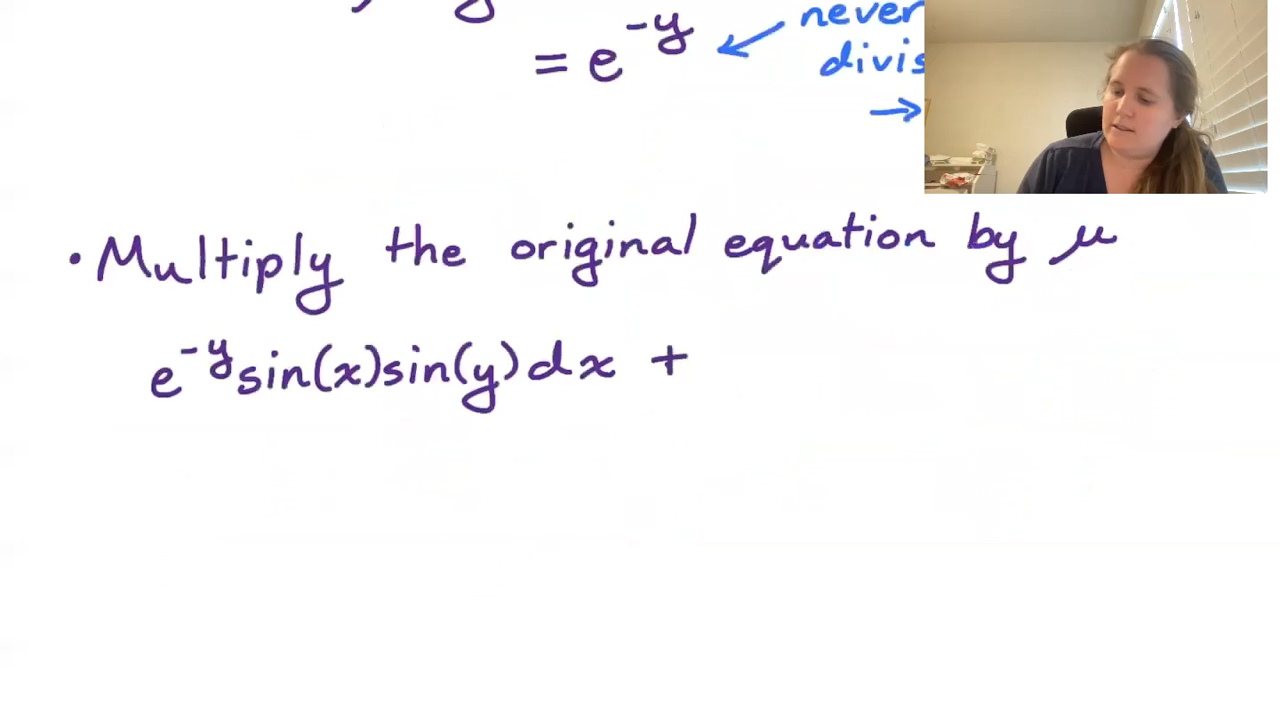 never
= e^{-y}
divis
→
• Multiply the original equation by μ
e^{-y} sin(x)sin(y)dx +